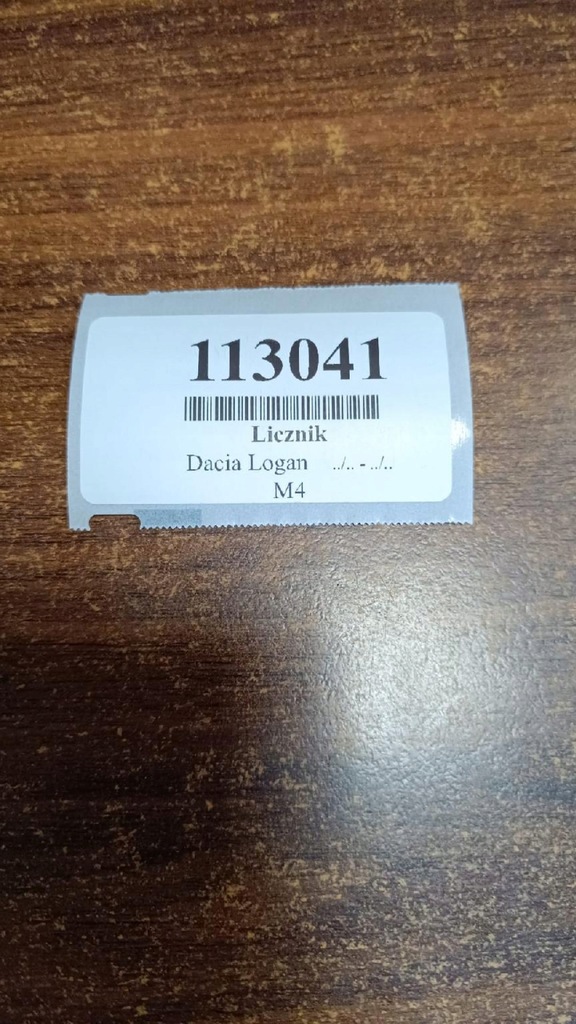 113041
Licznik
Dacia Logan ../.. - ../..
M4